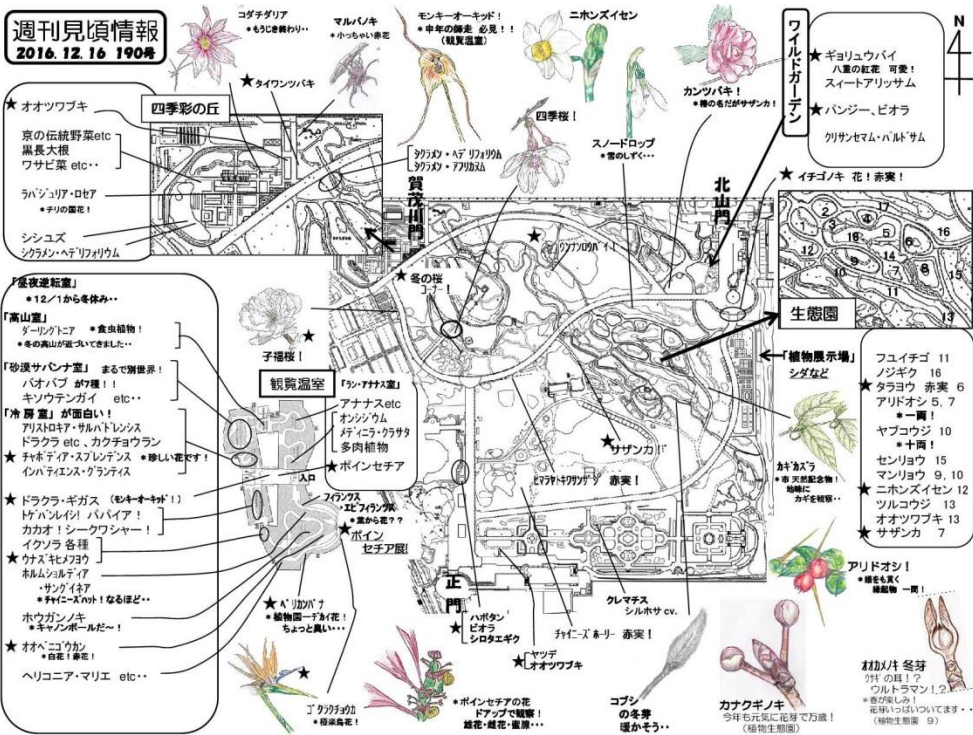 週刊見頃情報
2016. 12. 16 190号
コダチダリア
*もうじき終わり・・
マルバノキ
*小っちゃい赤花
★タイワンツバキ
モンキーオーキッド!
*申年の師走 必見!!
(観覧温室)
ニホンズイセン
スノードロップ
*雪のしずく・・・
カンツバキ!
*椿の名だがサザンカ!
ワイルドガーデン
★ギョリュウバイ
八重の紅花 可愛!
スィートアリッサム
★パンジー、ビオラ
クリサンセマム・パルドサム
N
4
★オオツワブキ
四季彩の丘
京の伝統野菜etc
黒長大根
ワサビ菜 etc・・
*チリの国花!
シシユズ
シクラメン・ヘデリフォリウム
シクラメン・ヘデリフォリウム
シクラメン・アフリカヌム
四季桜!
賀茂川門
北山門
★イチゴノキ 花!赤実!
★冬の桜
コーナー!
子福桜!
★
生態園
1
2
3
4
5
6
7
8
9
10
11
12
13
14
15
16
17
18
「昼夜逆転室」
*12/1から冬休み・・
「高山室」
ダーリングトニア *食虫植物!
*冬の高山が近づいてきました・・
「砂漠サバンナ室」 まるで別世界!
バオバブ が7種!!
キソウテンガイ etc・・
「冷房室」が面白い!
アリストロキア・サルバドレンシス
ドラクラ etc 、カクチョウラン
★チャボディア・スプレンデンス *珍しい花です!
インパティエンス・グランティス
★ドラクラ・ギガス (モンキーオーキッド!)
トゲバンレイシ! パパイア!
カカオ!シークワシャー!
イクソラ 各種
★ウナズキヒメフヨウ
ホルムショルディア
・サングイネア
*チャイニーズハット!なるほど・・
ホウガンノキ
*キャノンボールだ~!
★オオベニゴウカン
*白花!赤花!
ヘリコニア・マリエ etc・・
観覧温室
「ラン・アナナス室」
アナナスetc
オンシジウム
メディニラ・クラサタ
多肉植物
★ポインセチア
入口
フィランツス
・エピフィランツス
*葉から花??
★ポイン
セチア展!
★ペリカンバナ
*植物園一デカイ花!
ちょっと臭い・・
★
ゴクラクチョウカ
*極楽鳥花!
*ポインセチアの花
ドアップで観察!
雄花・雌花・蜜腺・・・
★サザンカ!
ヒマラヤトキワサンザシ 赤実!
正門
★ハボタン
ビオラ
シロタエギク
★ヤツデ
オオツワブキ
チャイニーズ ホーリー 赤実!
クレマチス
シルホサ cv.
コブシ
の冬芽
暖かそう・・
カナクギノキ
今年も元気に花芽で万歳!
(植物生態園)
「植物展示場」
シダなど
カギカズラ
*市 天然記念物!
地味に
カギを観察・・
フユイチゴ 11
ノジギク 16
★タラヨウ 赤実 6
アリドオシ 5, 7
*一両!
ヤブコウジ 10
*十両!
センリョウ 15
マンリョウ 9, 10
★ニホンズイセン 12
ツルコウジ 13
オオツワブキ 13
★サザンカ 7
アリドオシ!
*蟻をも貫く
縁起物 一両!
オオカメノキ 冬芽
ウサギの耳!?
ウルトラマン!?
*春が楽しみ!
花芽いっぱいついてます・・
(植物生態園 9)